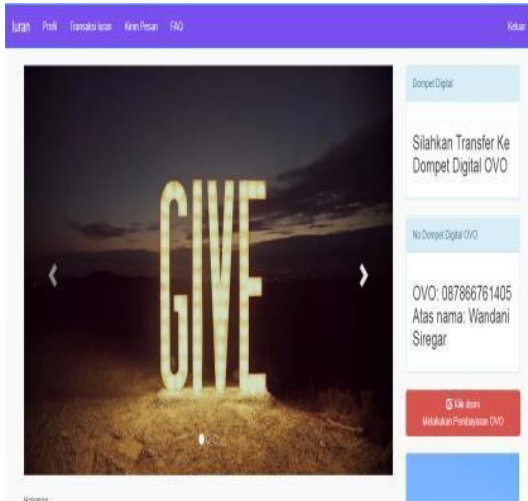 Iuran Profil Transaksi Iuran Kirim Pesan FAQ Keluar
Dompet Digital
Silahkan Transfer Ke
Dompet Digital OVO
No Dompet Digital OVO
OVO: 087866761405
Atas nama: Wandani
Siregar
GIVE
Klik disini
Melakukan Pembayaran OVO